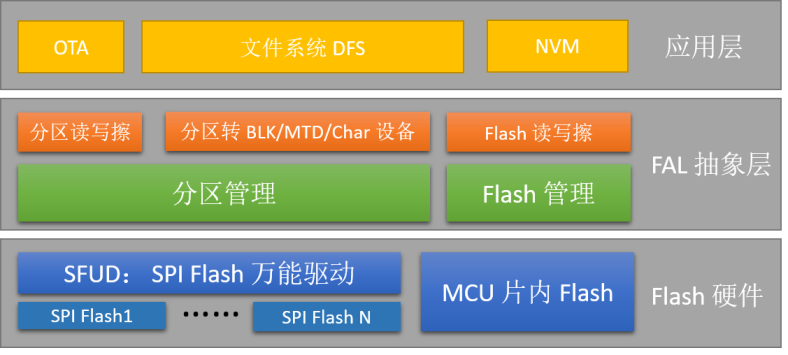 OTA
文件系统 DFS
NVM
应用层
分区读写擦
分区转 BLK/MTD/Char 设备
Flash 读写擦
FAL 抽象层
分区管理
Flash 管理
SFUD： SPI Flash 万能驱动
MCU 片内 Flash
Flash 硬件
SPI Flash1
······
SPI Flash N